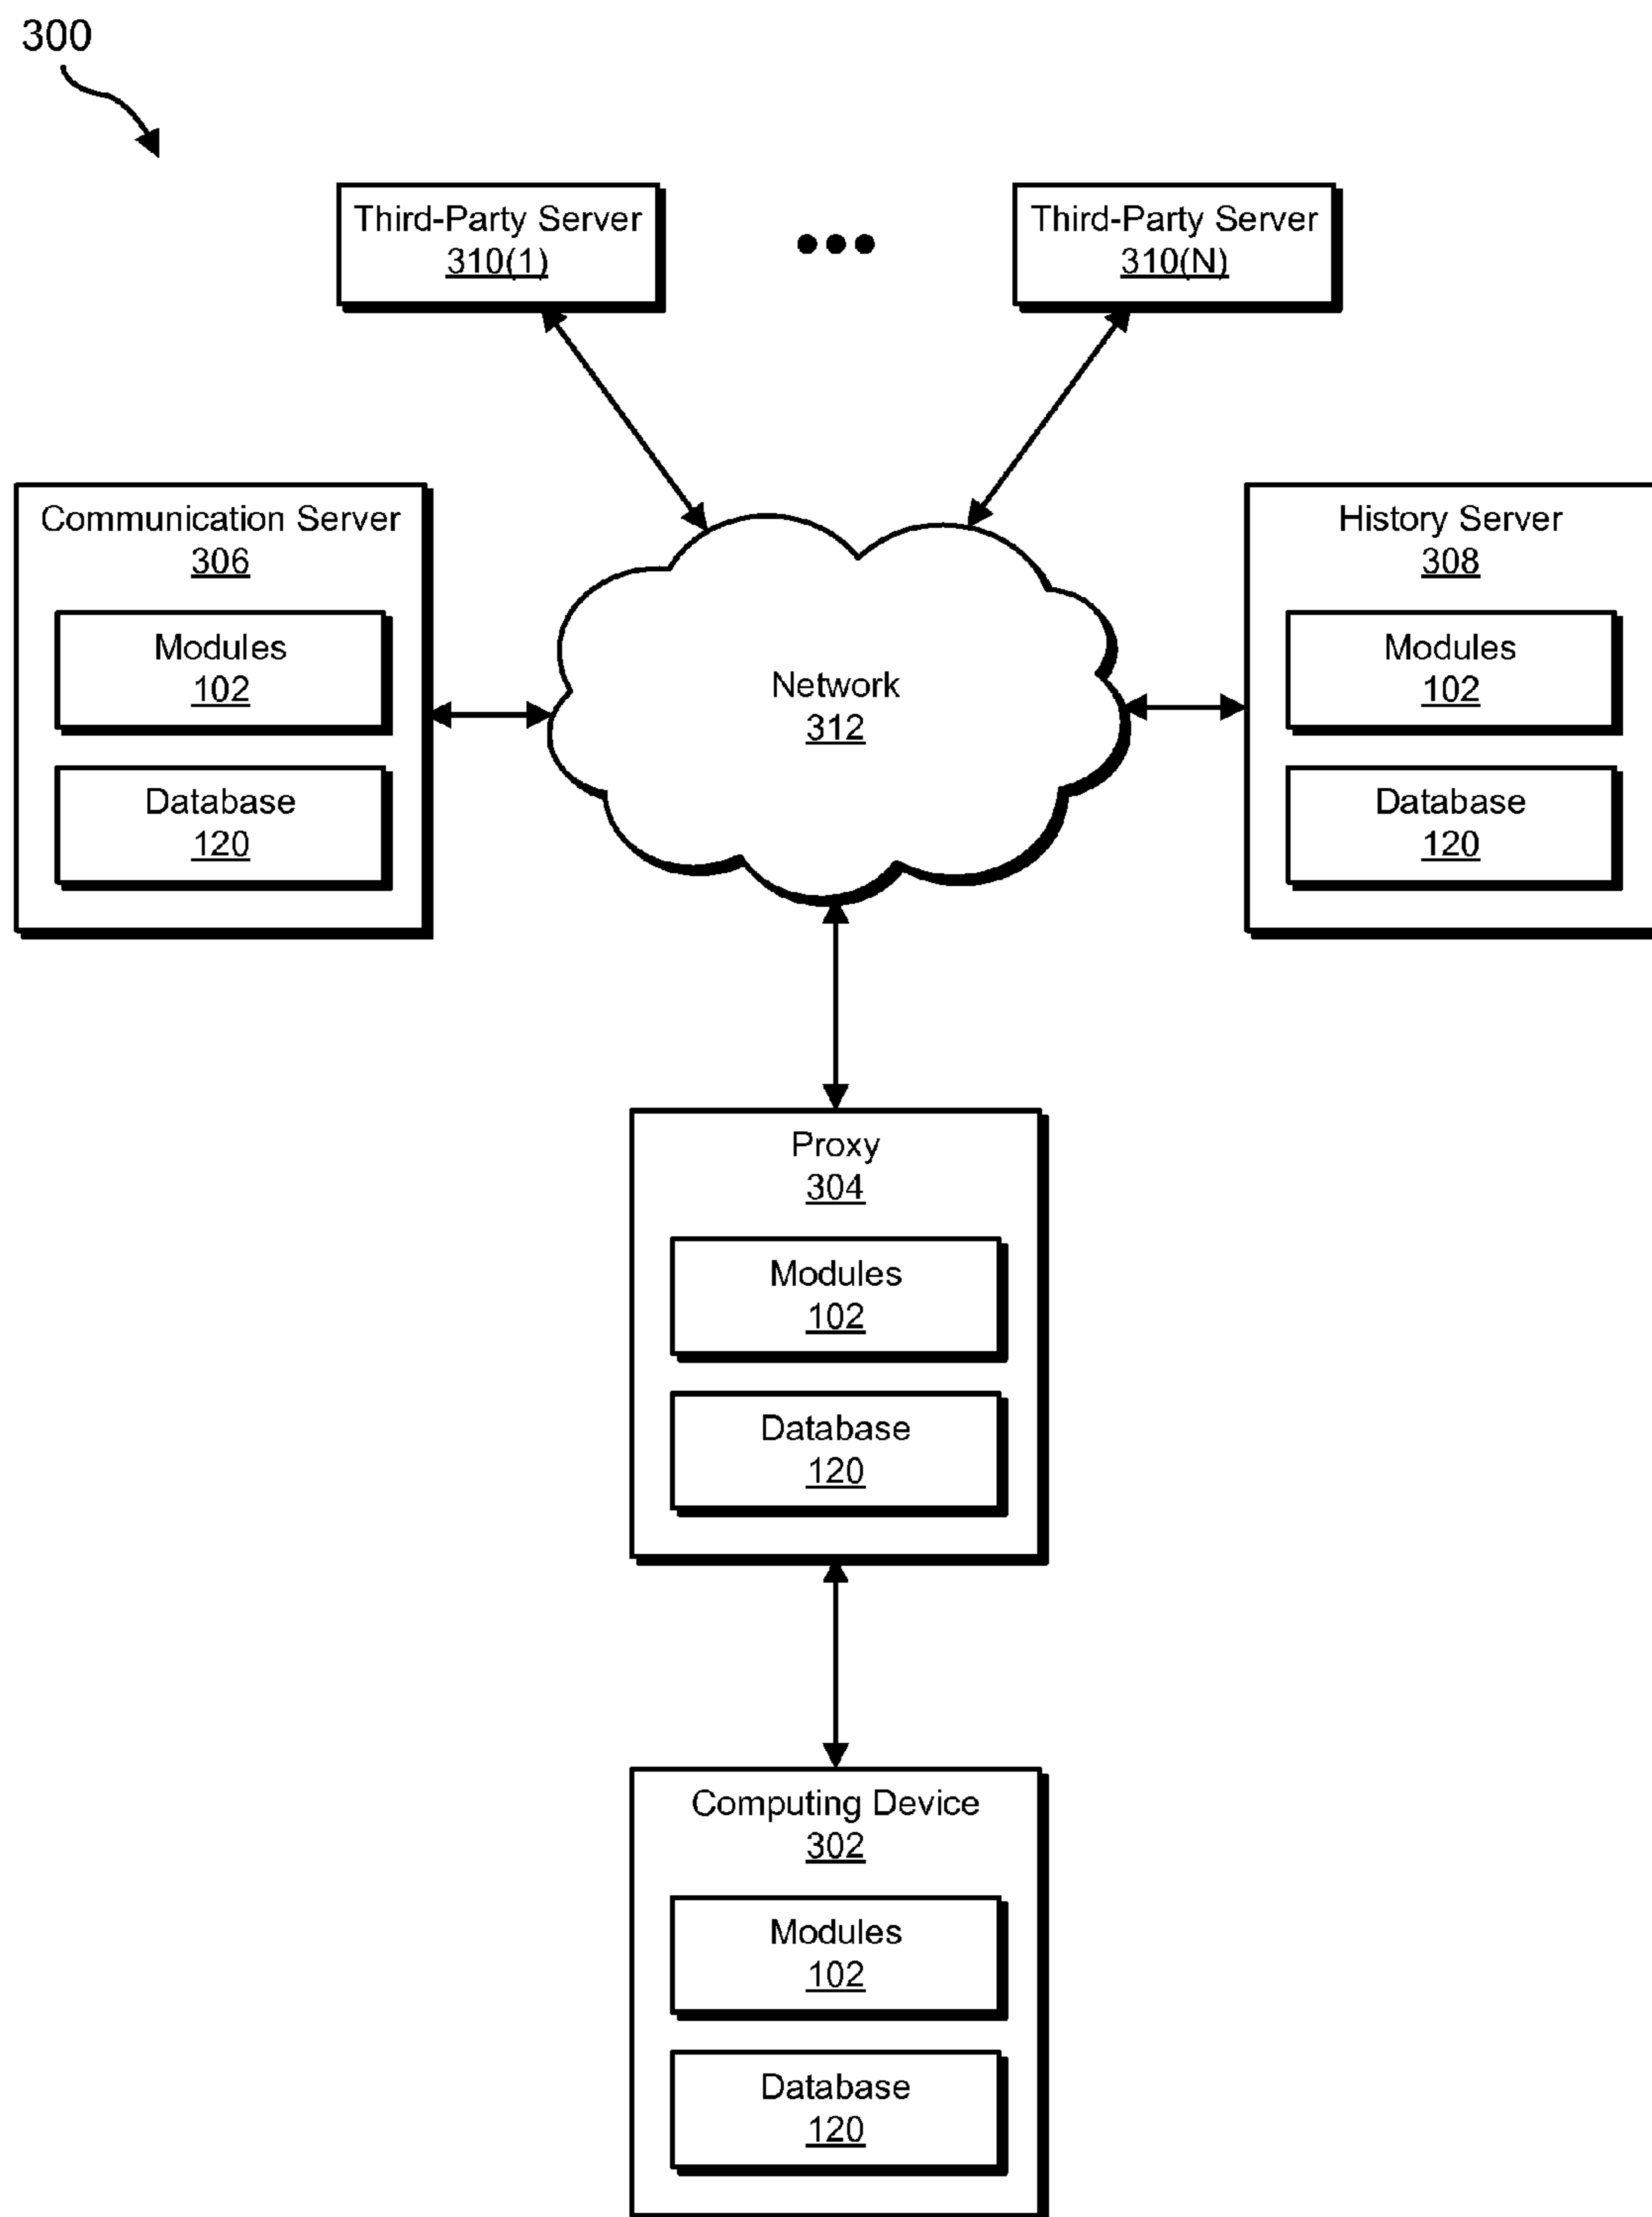 300
Third-Party Server
310(1)
Third-Party Server
310(N)
Communication Server
306
Modules
102
Database
120
Network
312
History Server
308
Modules
102
Database
120
Proxy
304
Modules
102
Database
120
Computing Device
302
Modules
102
Database
120